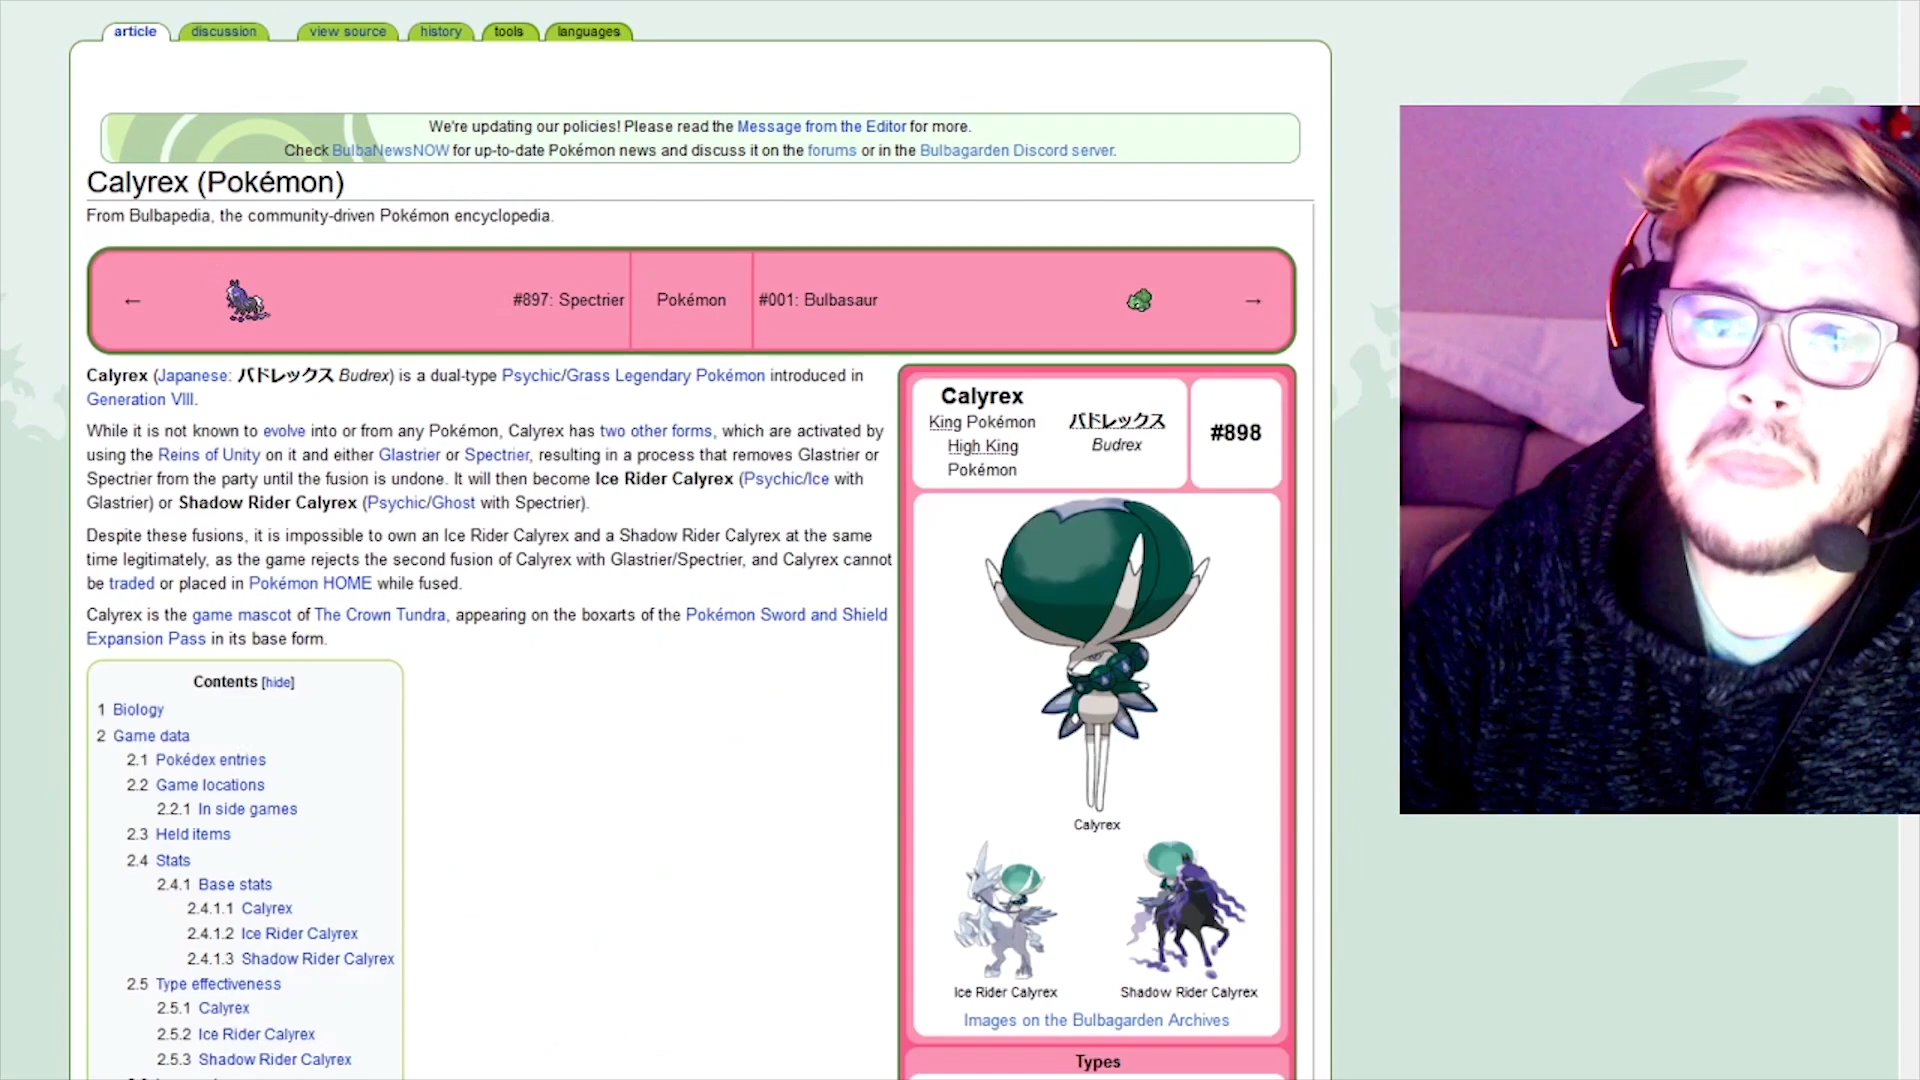 article
discussion
view source
history
tools
languages
We're updating our policies! Please read the Message from the Editor for more.
Check BulbaNewsNOW for up-to-date Pokémon news and discuss it on the forums or in the Bulbagarden Discord server.
Calyrex (Pokémon)
From Bulbapedia, the community-driven Pokémon encyclopedia.
← #897: Spectrier Pokémon #001: Bulbasaur →
Calyrex (Japanese: バドレックス Budrex) is a dual-type Psychic/Grass Legendary Pokémon introduced in
Generation VIII.
While it is not known to evolve into or from any Pokémon, Calyrex has two other forms, which are activated by
using the Reins of Unity on it and either Glastrier or Spectrier, resulting in a process that removes Glastrier or
Spectrier from the party until the fusion is undone. It will then become Ice Rider Calyrex (Psychic/Ice with
Glastrier) or Shadow Rider Calyrex (Psychic/Ghost with Spectrier).
Despite these fusions, it is impossible to own an Ice Rider Calyrex and a Shadow Rider Calyrex at the same
time legitimately, as the game rejects the second fusion of Calyrex with Glastrier/Spectrier, and Calyrex cannot
be traded or placed in Pokémon HOME while fused.
Calyrex is the game mascot of The Crown Tundra, appearing on the boxarts of the Pokémon Sword and Shield
Expansion Pass in its base form.
Contents [hide]
1 Biology
2 Game data
2.1 Pokédex entries
2.2 Game locations
2.2.1 In side games
2.3 Held items
2.4 Stats
2.4.1 Base stats
2.4.1.1 Calyrex
2.4.1.2 Ice Rider Calyrex
2.4.1.3 Shadow Rider Calyrex
2.5 Type effectiveness
2.5.1 Calyrex
2.5.2 Ice Rider Calyrex
2.5.3 Shadow Rider Calyrex
Calyrex
King Pokémon
High King
Pokémon
バドレックス
Budrex
#898
Calyrex
Ice Rider Calyrex
Shadow Rider Calyrex
Images on the Bulbagarden Archives
Types